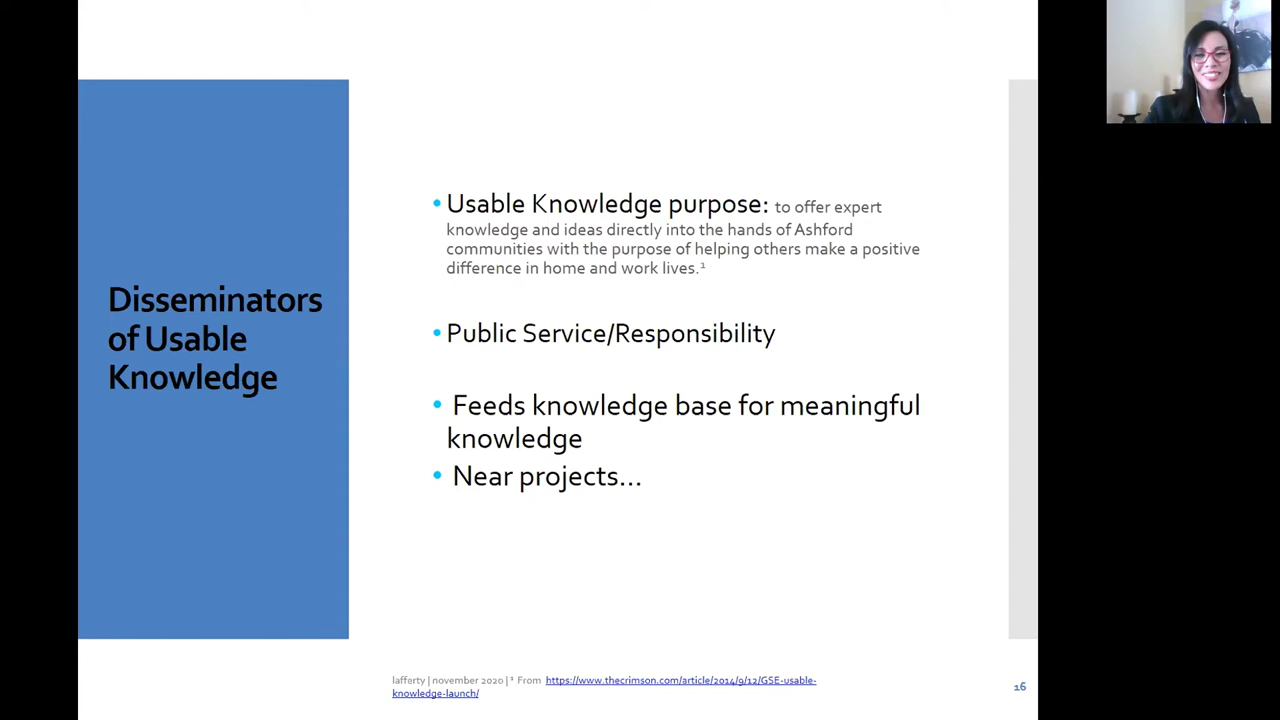 Disseminators
of Usable
Knowledge
• Usable Knowledge purpose: to offer expert
knowledge and ideas directly into the hands of Ashford
communities with the purpose of helping others make a positive
difference in home and work lives.¹
• Public Service/Responsibility
• Feeds knowledge base for meaningful
knowledge
• Near projects...
lafferty | november 2020 | ¹ From https://www.thecrimson.com/article/2014/9/12/GSE-usable-
knowledge-launch/
16